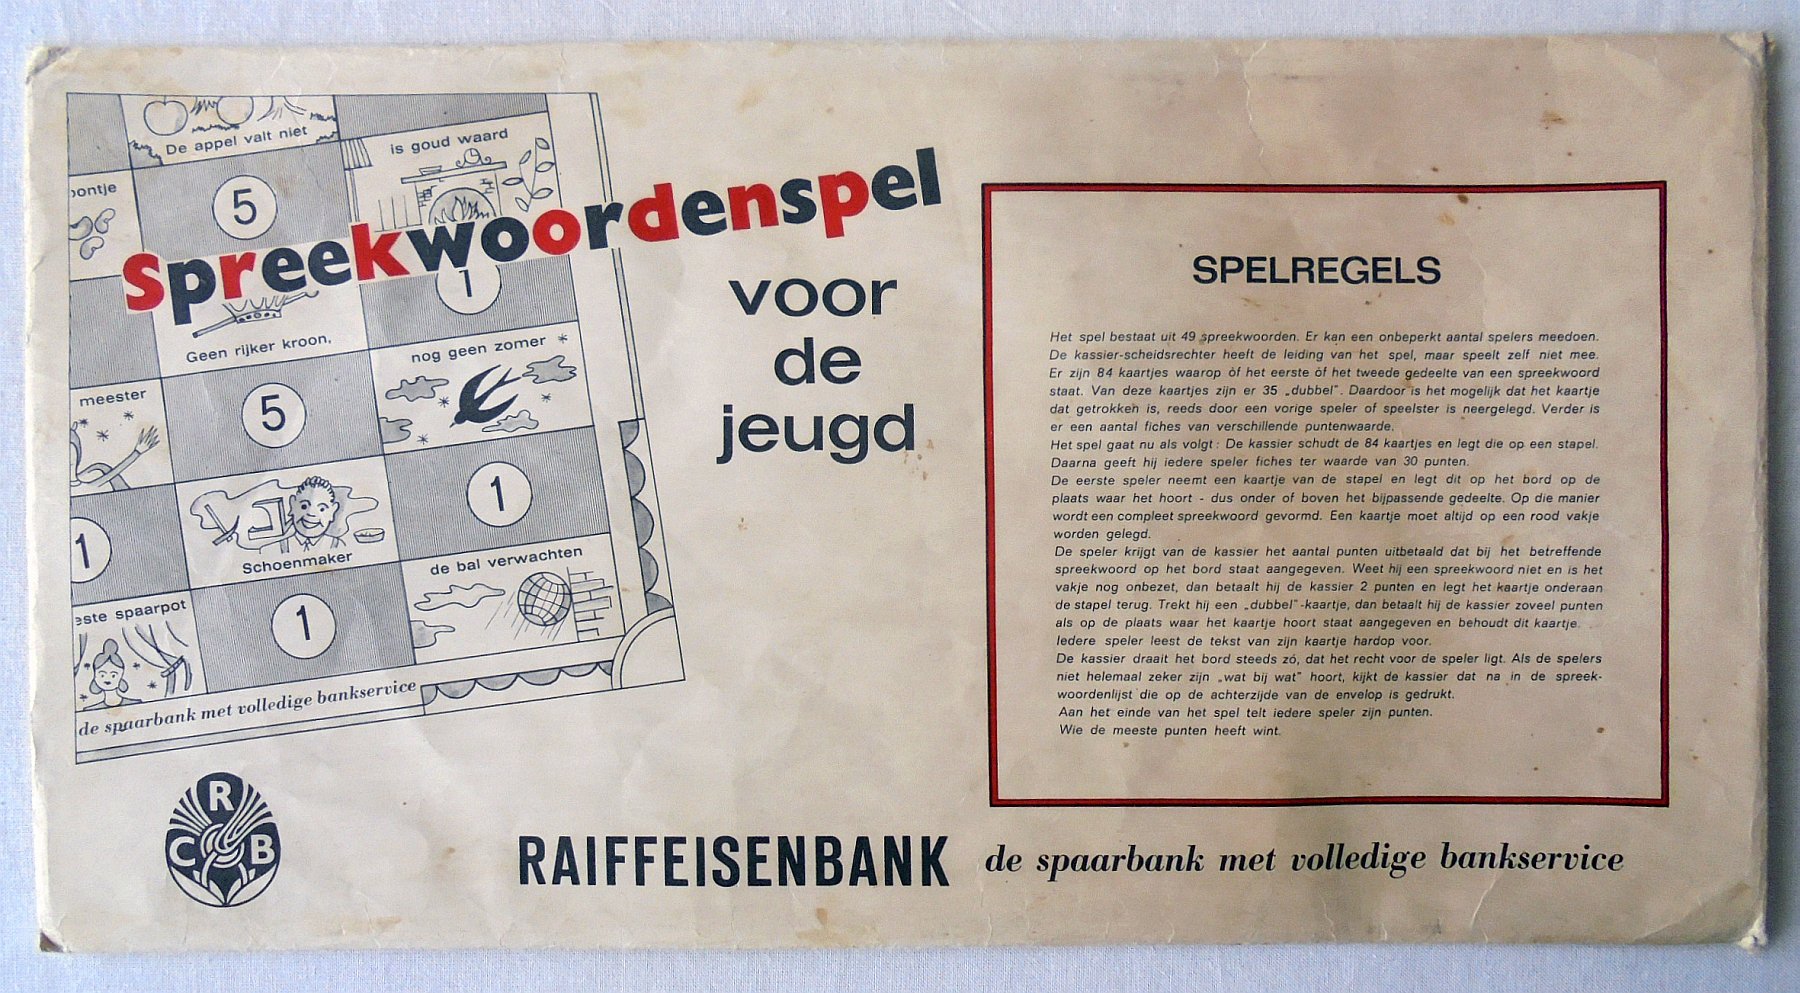 De appel valt niet
is goud waard
oontje
5
Spreekwoordenspel
voor
de
jeugd
1
Geen rijker kroon,
nog geen zomer
meester
5
1
Schoenmaker
1
de bal verwachten
este spaarpot
1
de spaarbank met volledige bankservice
SPELREGELS
Het spel bestaat uit 49 spreekwoorden. Er kan een onbeperkt aantal spelers meedoen.
De kassier-scheidsrechter heeft de leiding van het spel, maar speelt zelf niet mee.
Er zijn 84 kaartjes waarop óf het eerste óf het tweede gedeelte van een spreekwoord
staat. Van deze kaartjes zijn er 35 „dubbel”. Daardoor is het mogelijk dat het kaartje
dat getrokken is, reeds door een vorige speler of speelster is neergelegd. Verder is
er een aantal fiches van verschillende puntenwaarde.
Het spel gaat nu als volgt: De kassier schudt de 84 kaartjes en legt die op een stapel.
Daarna geeft hij iedere speler fiches ter waarde van 30 punten.
De eerste speler neemt een kaartje van de stapel en legt dit op het bord op de
plaats waar het hoort - dus onder of boven het bijpassende gedeelte. Op die manier
wordt een compleet spreekwoord gevormd. Een kaartje moet altijd op een rood vakje
worden gelegd.
De speler krijgt van de kassier het aantal punten uitbetaald dat bij het betreffende
spreekwoord op het bord staat aangegeven. Weet hij een spreekwoord niet en is het
vakje nog onbezet, dan betaalt hij de kassier 2 punten en legt het kaartje onderaan
de stapel terug. Trekt hij een „dubbel”-kaartje, dan betaalt hij de kassier zoveel punten
als op de plaats waar het kaartje hoort staat aangegeven en behoudt dit kaartje.
Iedere speler leest de tekst van zijn kaartje hardop voor.
De kassier draait het bord steeds zó, dat het recht voor de speler ligt. Als de spelers
niet helemaal zeker zijn „wat bij wat” hoort, kijkt de kassier dat na in de spreek-
woordenlijst die op de achterzijde van de envelop is gedrukt.
Aan het einde van het spel telt iedere speler zijn punten.
Wie de meeste punten heeft wint.
R
C B
RAIFFEISENBANK de spaarbank met volledige bankservice